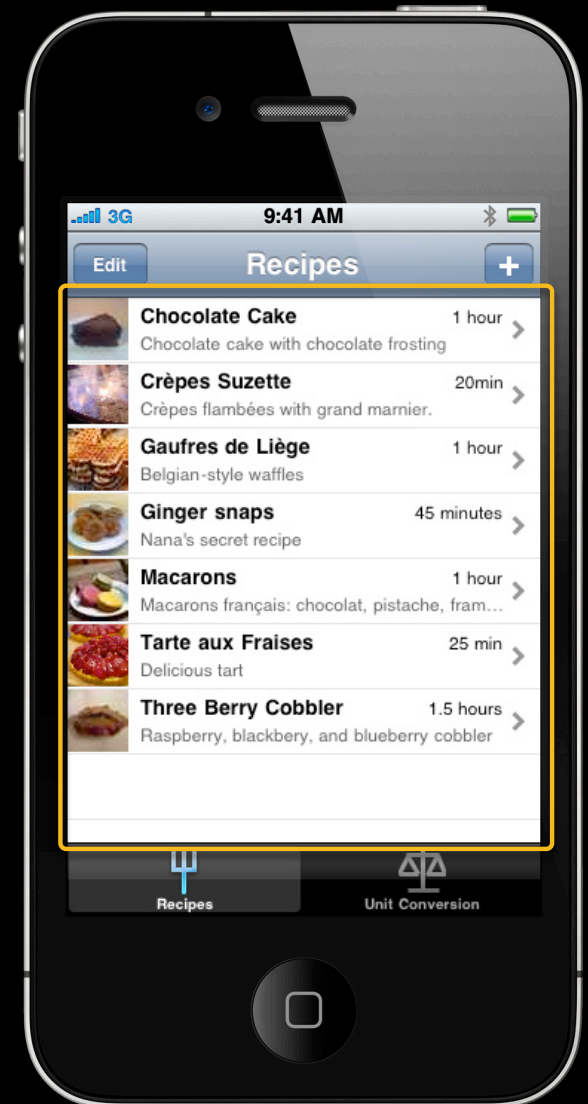 3G 9:41 AM
Edit Recipes +
Chocolate Cake 1 hour
Chocolate cake with chocolate frosting
Crèpes Suzette 20min
Crèpes flambées with grand marnier.
Gaufres de Liège 1 hour
Belgian-style waffles
Ginger snaps 45 minutes
Nana's secret recipe
Macarons 1 hour
Macarons français: chocolat, pistache, fram...
Tarte aux Fraises 25 min
Delicious tart
Three Berry Cobbler 1.5 hours
Raspberry, blackbery, and blueberry cobbler
Recipes Unit Conversion